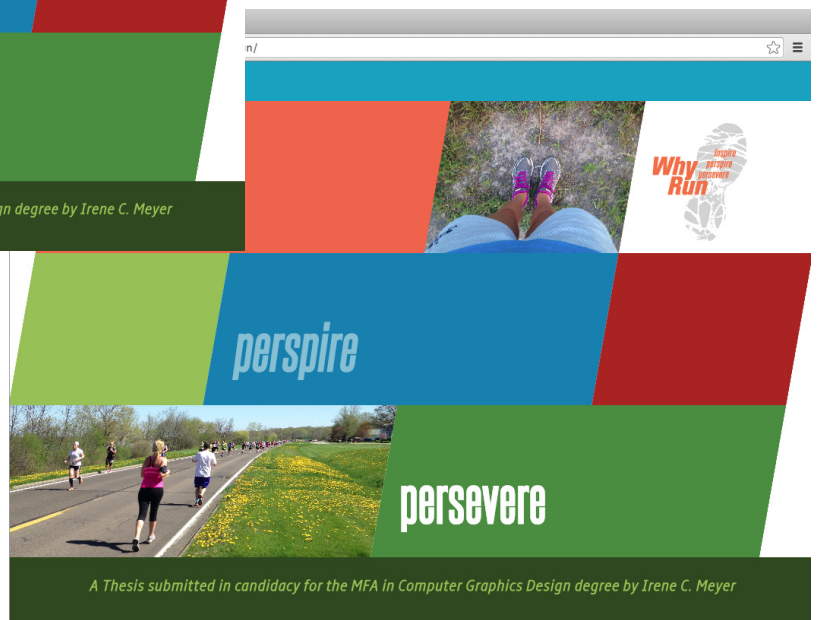 n/
gn degree by Irene C. Meyer
Why Run
inspire
perspire
persevere
perspire
persevere
A Thesis submitted in candidacy for the MFA in Computer Graphics Design degree by Irene C. Meyer